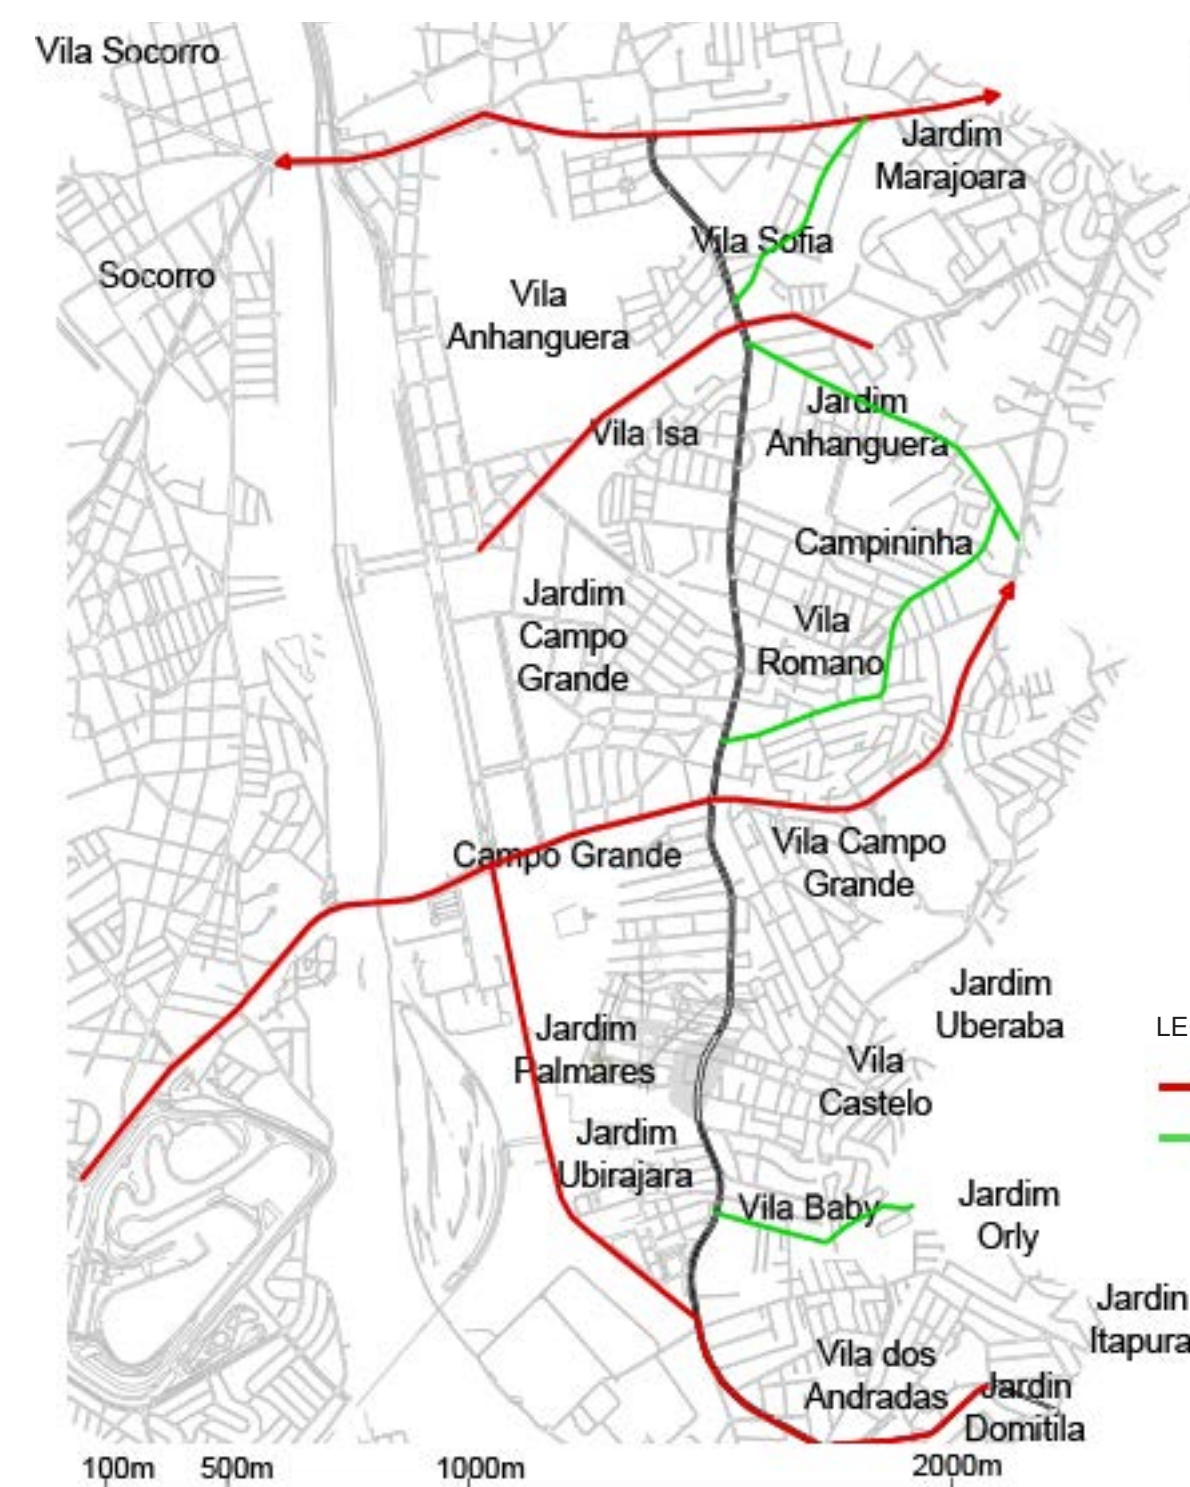 Vila Socorro
Jardim
Marajoara
Vila Sofia
Socorro
Vila
Anhanguera
Jardim
Anhanguera
Vila Isa
Campininha
Jardim
Campo
Grande
Vila
Romano
Campo Grande
Vila Campo
Grande
Jardim
Uberaba
LE
Jardim
Palmares
Vila
Castelo
Jardim
Ubirajara
Vila Baby
Jardim
Orly
Jardin
Itapura
Vila dos
Andradas
Jardin
Domitila
100m 500m 1000m 2000m